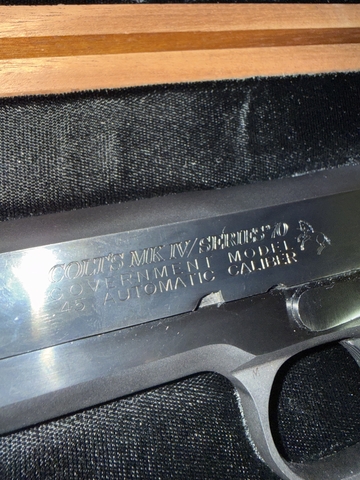 COLT'S MK IV/SERIES '70
GOVERNMENT MODEL
.45 AUTOMATIC CALIBER